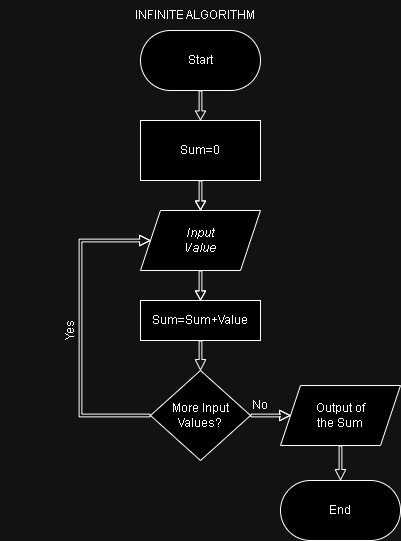 INFINITE ALGORITHM
Start
Sum=0
Input
Value
Sum=Sum+Value
Yes
More Input
Values?
No
Output of
the Sum
End